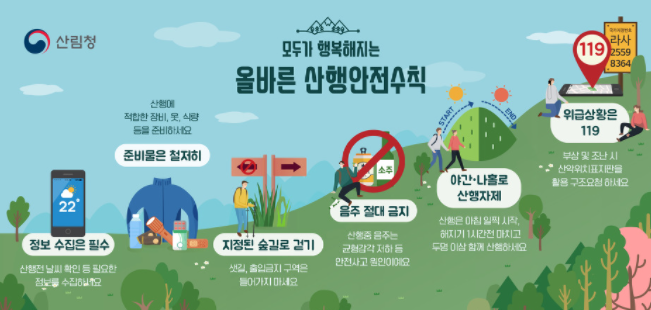 산림청
모두가 행복해지는
올바른 산행안전수칙
22°
정보 수집은 필수
산행전 날씨 확인 등 필요한
정보를 수집하세요
산행에
적합한 장비, 옷, 식량
등을 준비하세요
준비물은 철저히
지정된 숲길로 걷기
샛길, 출입금지 구역은
들어가지 마세요
소주
음주 절대 금지
산행중 음주는
균형감각 저하 등
안전사고 원인이에요
START
END
야간·나홀로
산행자제
산행은 아침 일찍 시작,
해지기 1시간전 마치고
두명 이상 함께 산행하세요
119
라사
2559
8364
위급상황은
119
부상 및 조난 시
산악위치표지판을
활용 구조요청 하세요